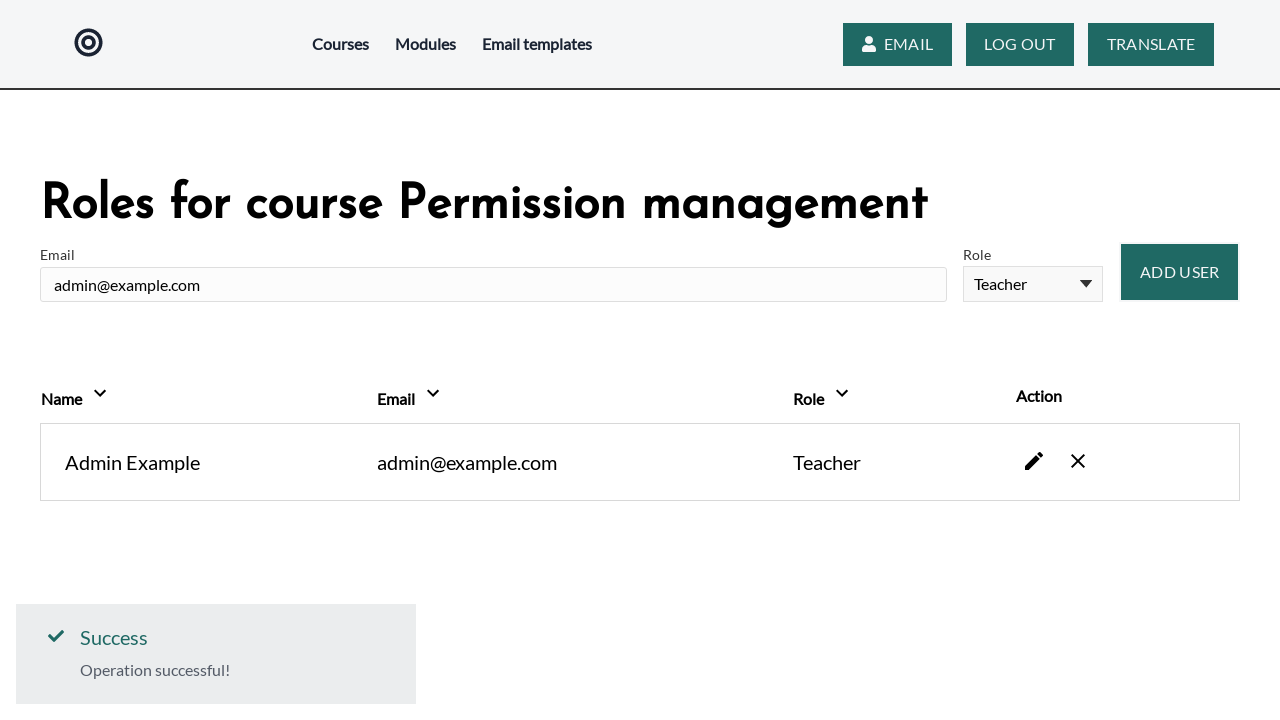 Courses Modules Email templates EMAIL LOG OUT TRANSLATE
Roles for course Permission management
Email Role
admin@example.com Teacher ADD USER
Name Email Role Action
Admin Example admin@example.com Teacher
Success
Operation successful!